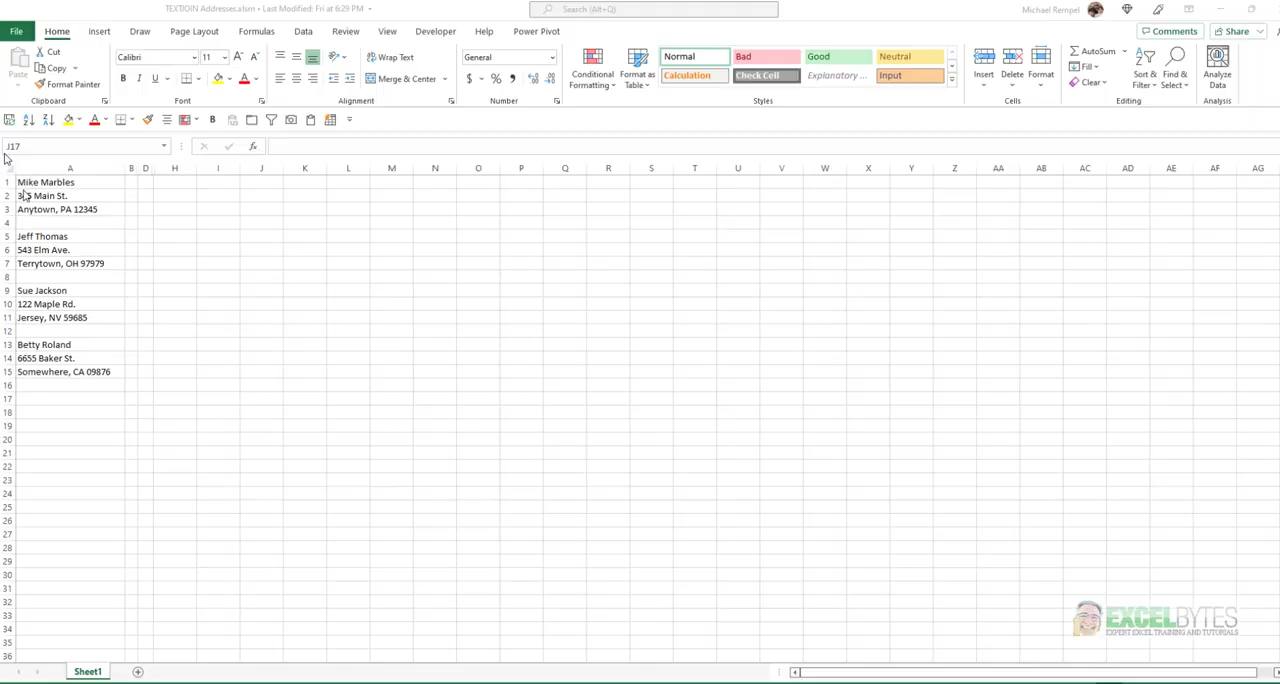 TEXTJOIN Addresses.xlsm • Last Modified: Fri at 6:29 PM
Search (Alt+Q)
Michael Rempel
File Home Insert Draw Page Layout Formulas Data Review View Developer Help Power Pivot
Comments Share
Paste
Cut
Copy
Format Painter
Clipboard
Calibri 11
B I U A
Font
Wrap Text
Merge & Center
Alignment
General
$ % ,
Number
Conditional Formatting
Format as Table
Normal Bad Good Neutral
Calculation Check Cell Explanary ... Input
Styles
Insert Delete Format
Cells
AutoSum
Fill
Clear
Sort & Filter
Find & Select
Editing
Analyze Data
Analysis
J17 fx
A B D H I J K L M N O P Q R S T U V W X Y Z AA AB AC AD AE AF AG
1 Mike Marbles
2 Main St.
3 Anytown, PA 12345
4
5 Jeff Thomas
6 543 Elm Ave.
7 Terrytown, OH 97979
8
9 Sue Jackson
10 122 Maple Rd.
11 Jersey, NV 59685
12
13 Betty Roland
14 6655 Baker St.
15 Somewhere, CA 09876
16
17
18
19
20
21
22
23
24
25
26
27
28
29
30
31
32
33
34
35
36
EXCELBYTES
EXPERT EXCEL TRAINING AND TUTORIALS
Sheet1